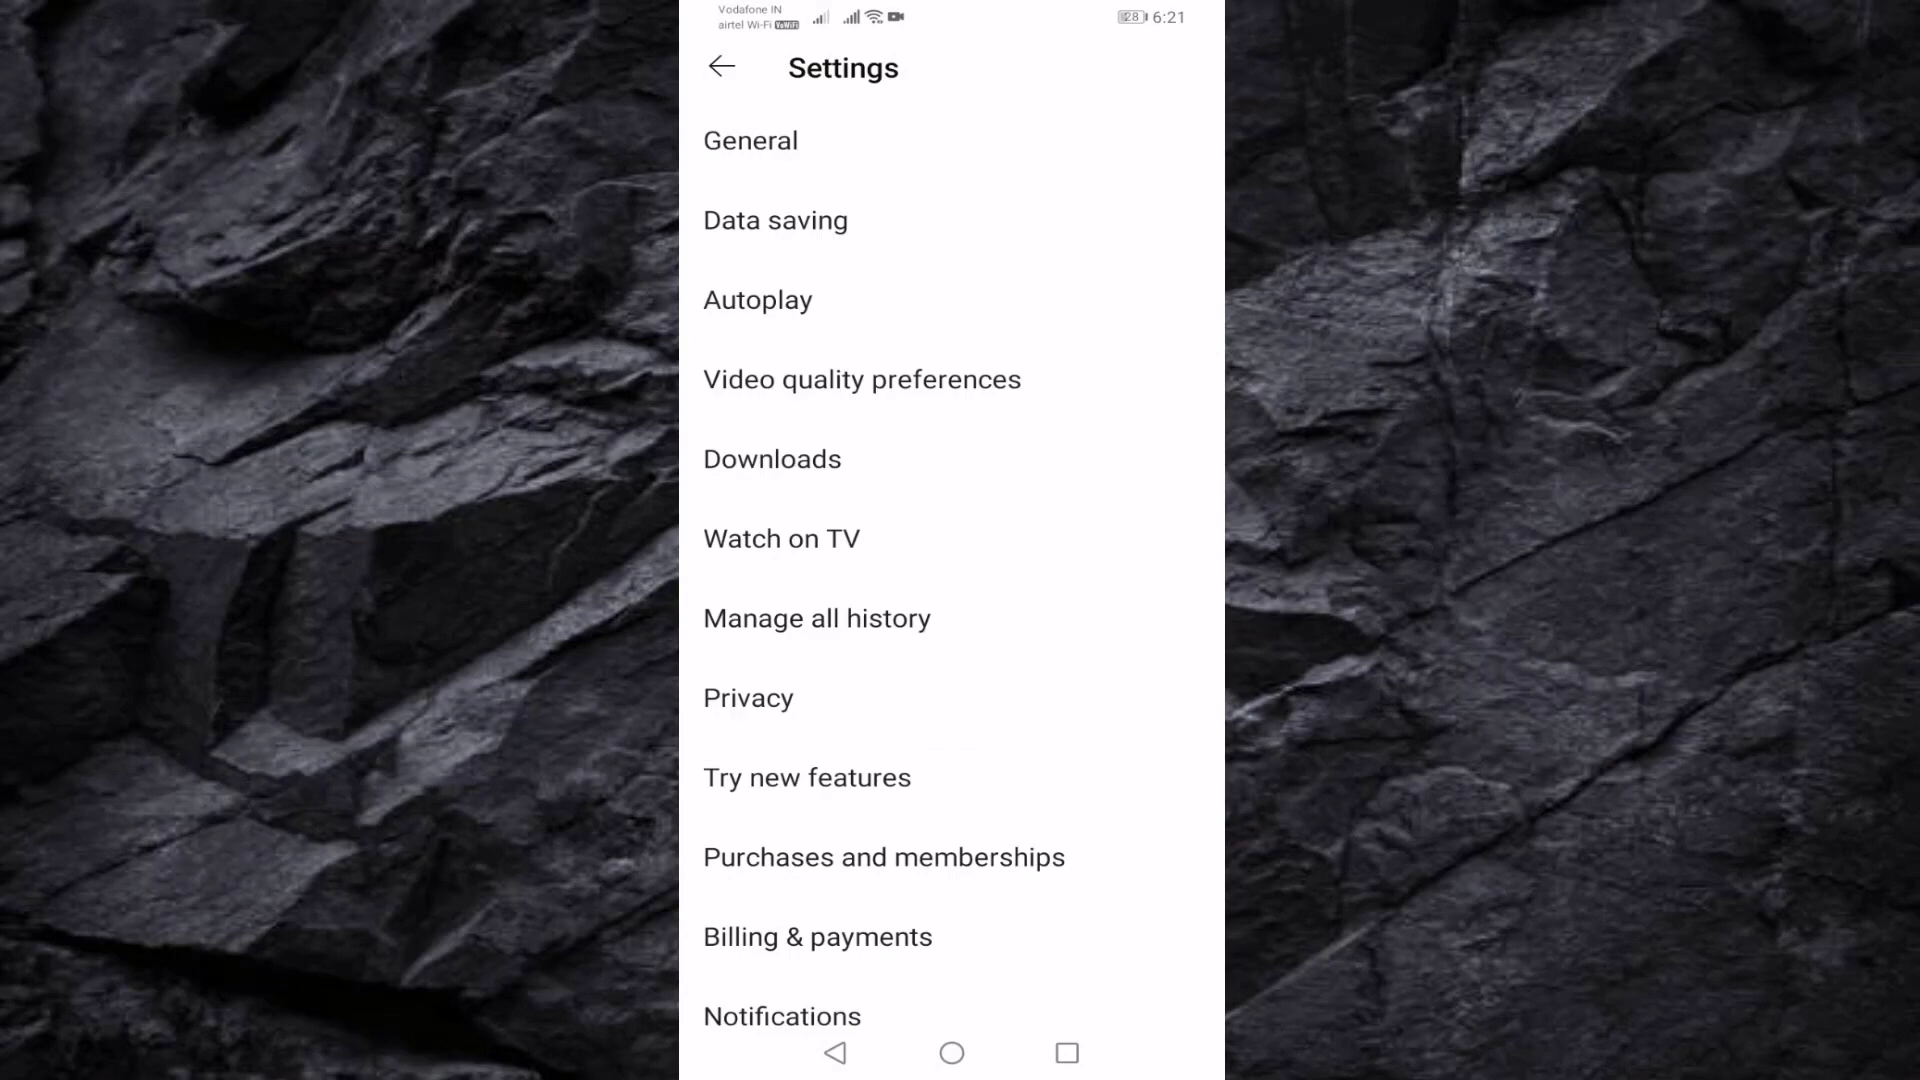 Vodafone IN
airtel Wi-Fi VoWiFi
28 6:21
Settings
General
Data saving
Autoplay
Video quality preferences
Downloads
Watch on TV
Manage all history
Privacy
Try new features
Purchases and memberships
Billing & payments
Notifications